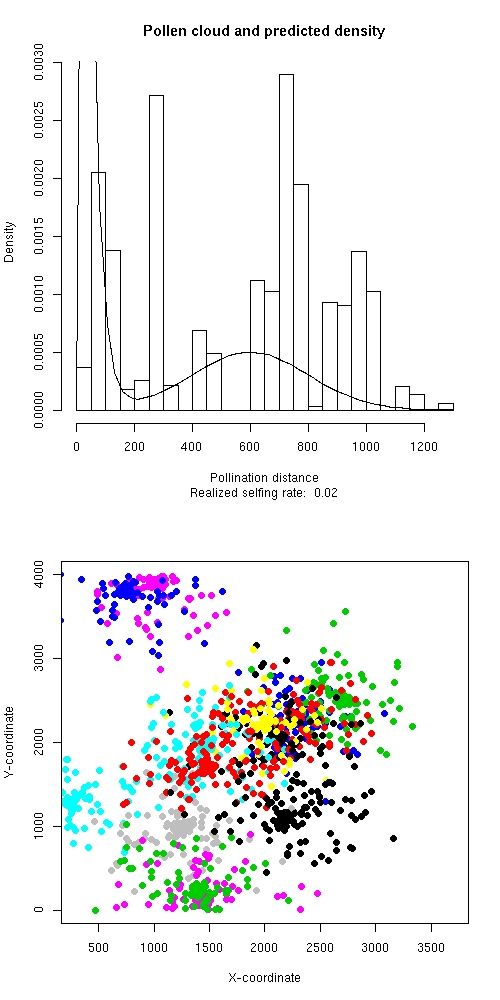 Pollen cloud and predicted density
0.0030
0.0025
0.0020
0.0015
0.0010
0.0005
0.0000
Density
0 200 400 600 800 1000 1200
Pollination distance
Realized selfing rate: 0.02
4000
3000
2000
1000
0
Y-coordinate
500 1000 1500 2000 2500 3000 3500
X-coordinate